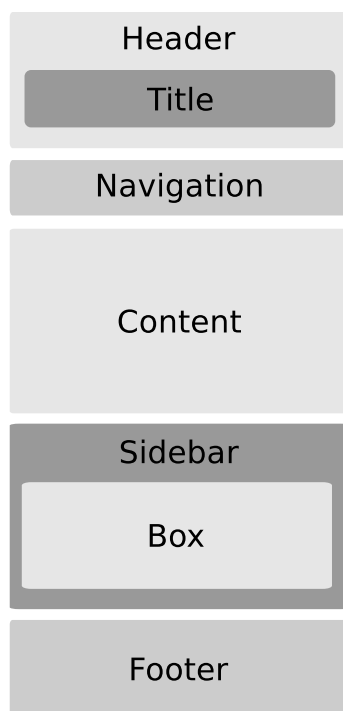 Header
Title
Navigation
Content
Sidebar
Box
Footer